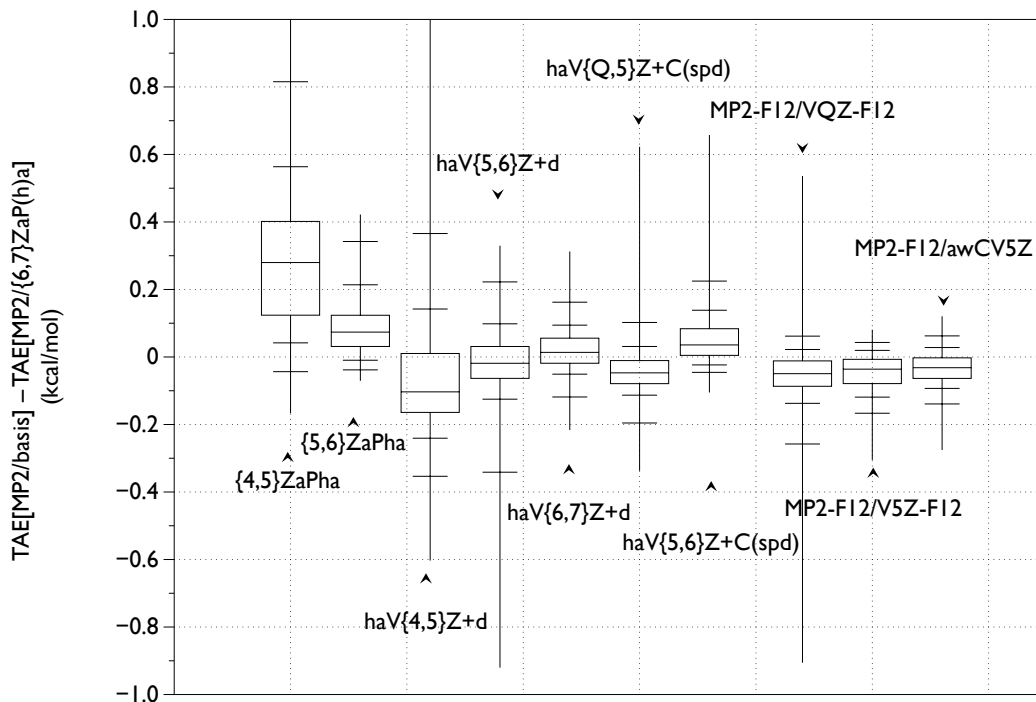 TAE[MP2/basis] − TAE[MP2/{6,7}ZaP(h)a]
(kcal/mol)
1.0
0.8
0.6
0.4
0.2
0
−0.2
−0.4
−0.6
−0.8
−1.0
haV{Q,5}Z+C(spd)
MP2-F12/VQZ-F12
haV{5,6}Z+d
MP2-F12/awCV5Z
{5,6}ZaPha
{4,5}ZaPha
haV{6,7}Z+d
MP2-F12/V5Z-F12
haV{5,6}Z+C(spd)
haV{4,5}Z+d